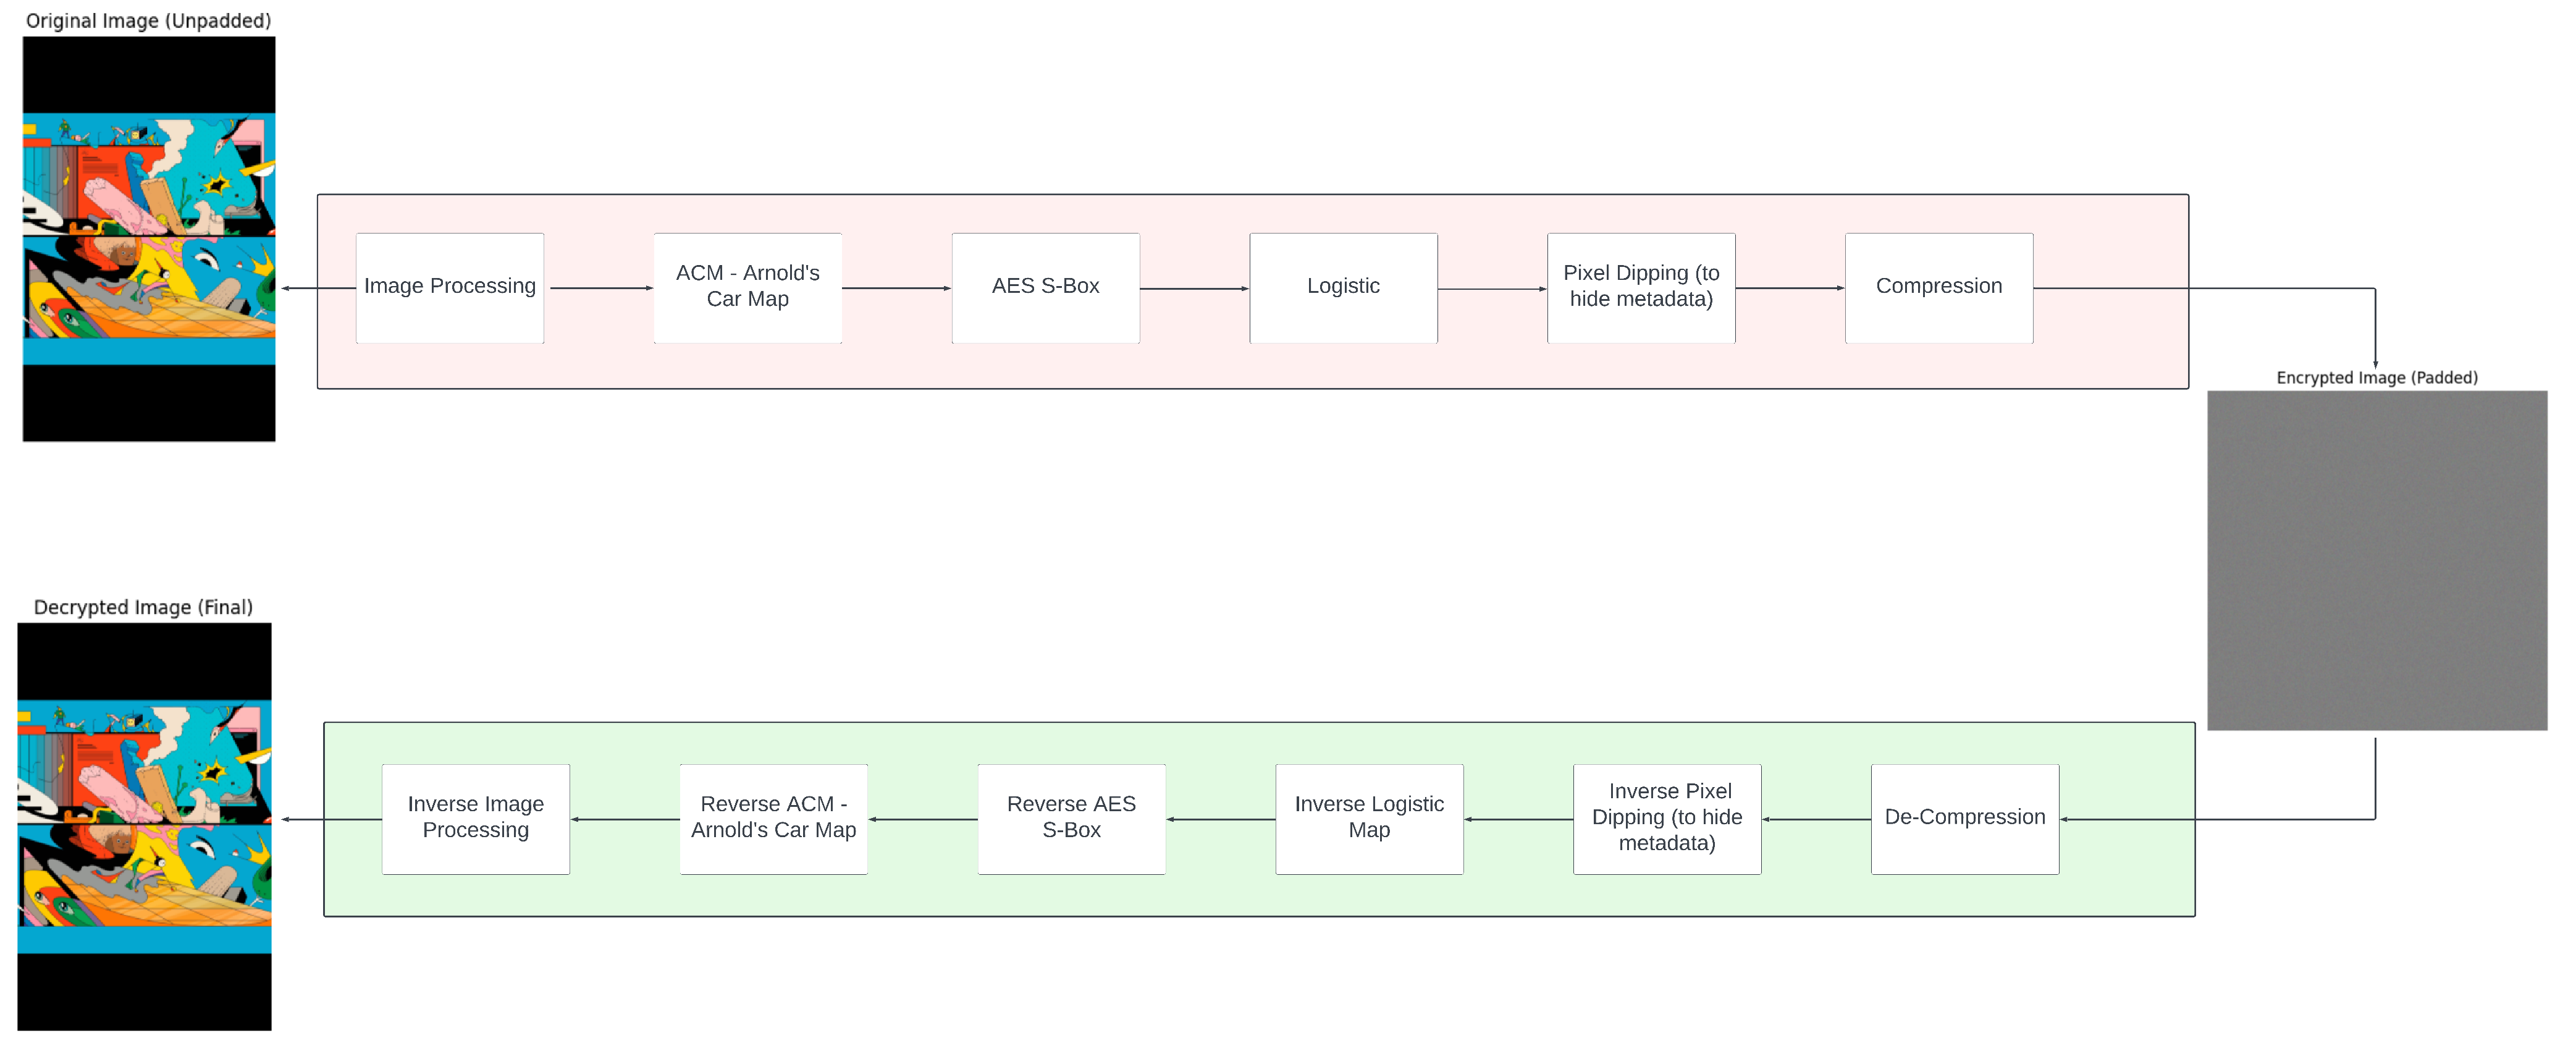 Original Image (Unpadded)
Image Processing
ACM - Arnold's
Car Map
AES S-Box
Logistic
Pixel Dipping (to
hide metadata)
Compression
Encrypted Image (Padded)
Decrypted Image (Final)
Inverse Image
Processing
Reverse ACM -
Arnold's Car Map
Reverse AES
S-Box
Inverse Logistic
Map
Inverse Pixel
Dipping (to hide
metadata)
De-Compression